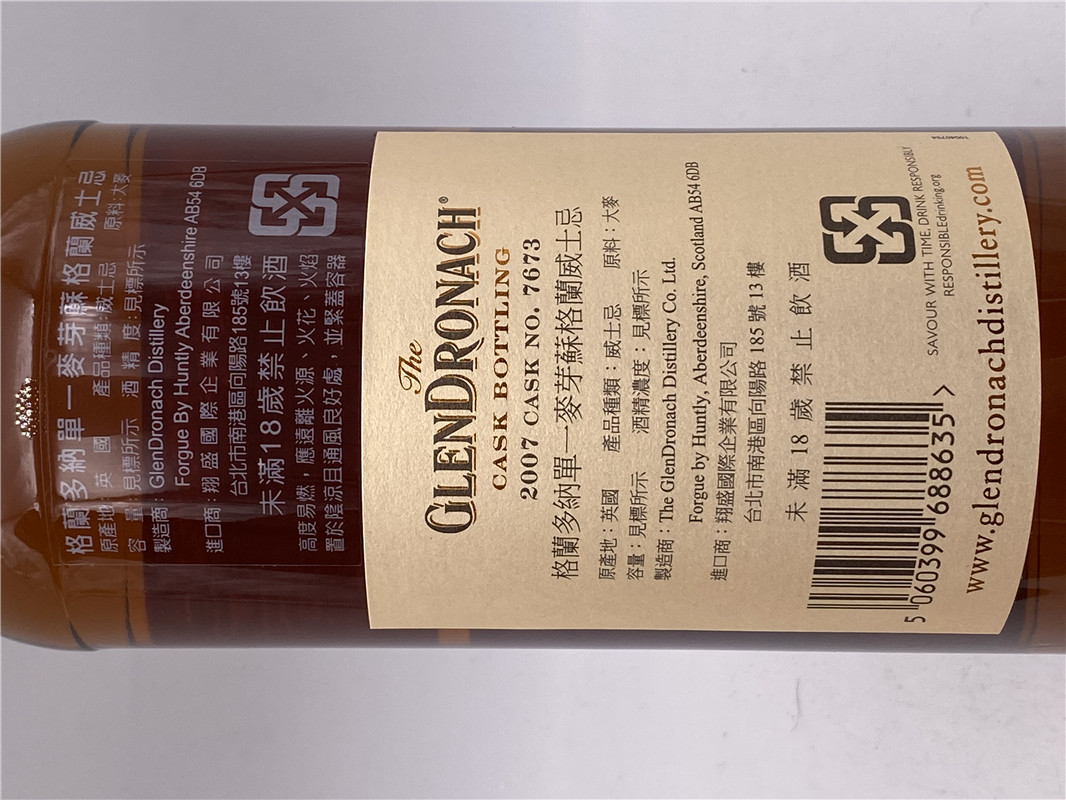 格蘭多納單一麥芽蘇格蘭威士忌
原產地：英國 產品種類：威士忌 原料：大麥
容量：見標所示 酒精度：見標所示
製造商：GlenDronach Distillery
Forgue By Huntly Aberdeenshire AB54 6DB
進口商：翔盛國際企業有限公司
台北市南港區向陽路185號13樓
未滿18歲禁止飲酒
高度易燃，應遠離火源、火花、火焰
置於陰涼且通風良好處，並緊蓋容器
The
GLENDRONACH®
CASK BOTTLING
2007 CASK NO. 7673
格蘭多納單一麥芽蘇格蘭威士忌
原產地：英國 產品種類：威士忌 原料：大麥
容量：見標所示 酒精濃度：見標所示
製造商：The GlenDronach Distillery Co. Ltd.
Forgue by Huntly, Aberdeenshire, Scotland AB54 6DB
進口商：翔盛國際企業有限公司
台北市南港區向陽路 185 號 13 樓
未滿 18 歲禁止飲酒
5 060399 688635 >
SAVOUR WITH TIME, DRINK RESPONSIBLY
RESPONSIBLEdrinking.org
www.glendronachdistillery.com